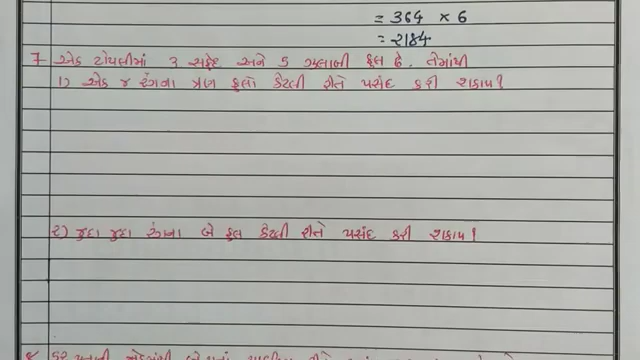 = 364 × 6
= 2184
7 એક ટોપલીમાં 3 સફેદ અને 5 ગુલાબી ફૂલ છે. તેમાંથી
1) એક જ રંગના ત્રણ ફૂલો કેટલી રીતે પસંદ કરી શકાય?
2) જુદા જુદા રંગના બે ફૂલ કેટલી રીતે પસંદ કરી શકાય?